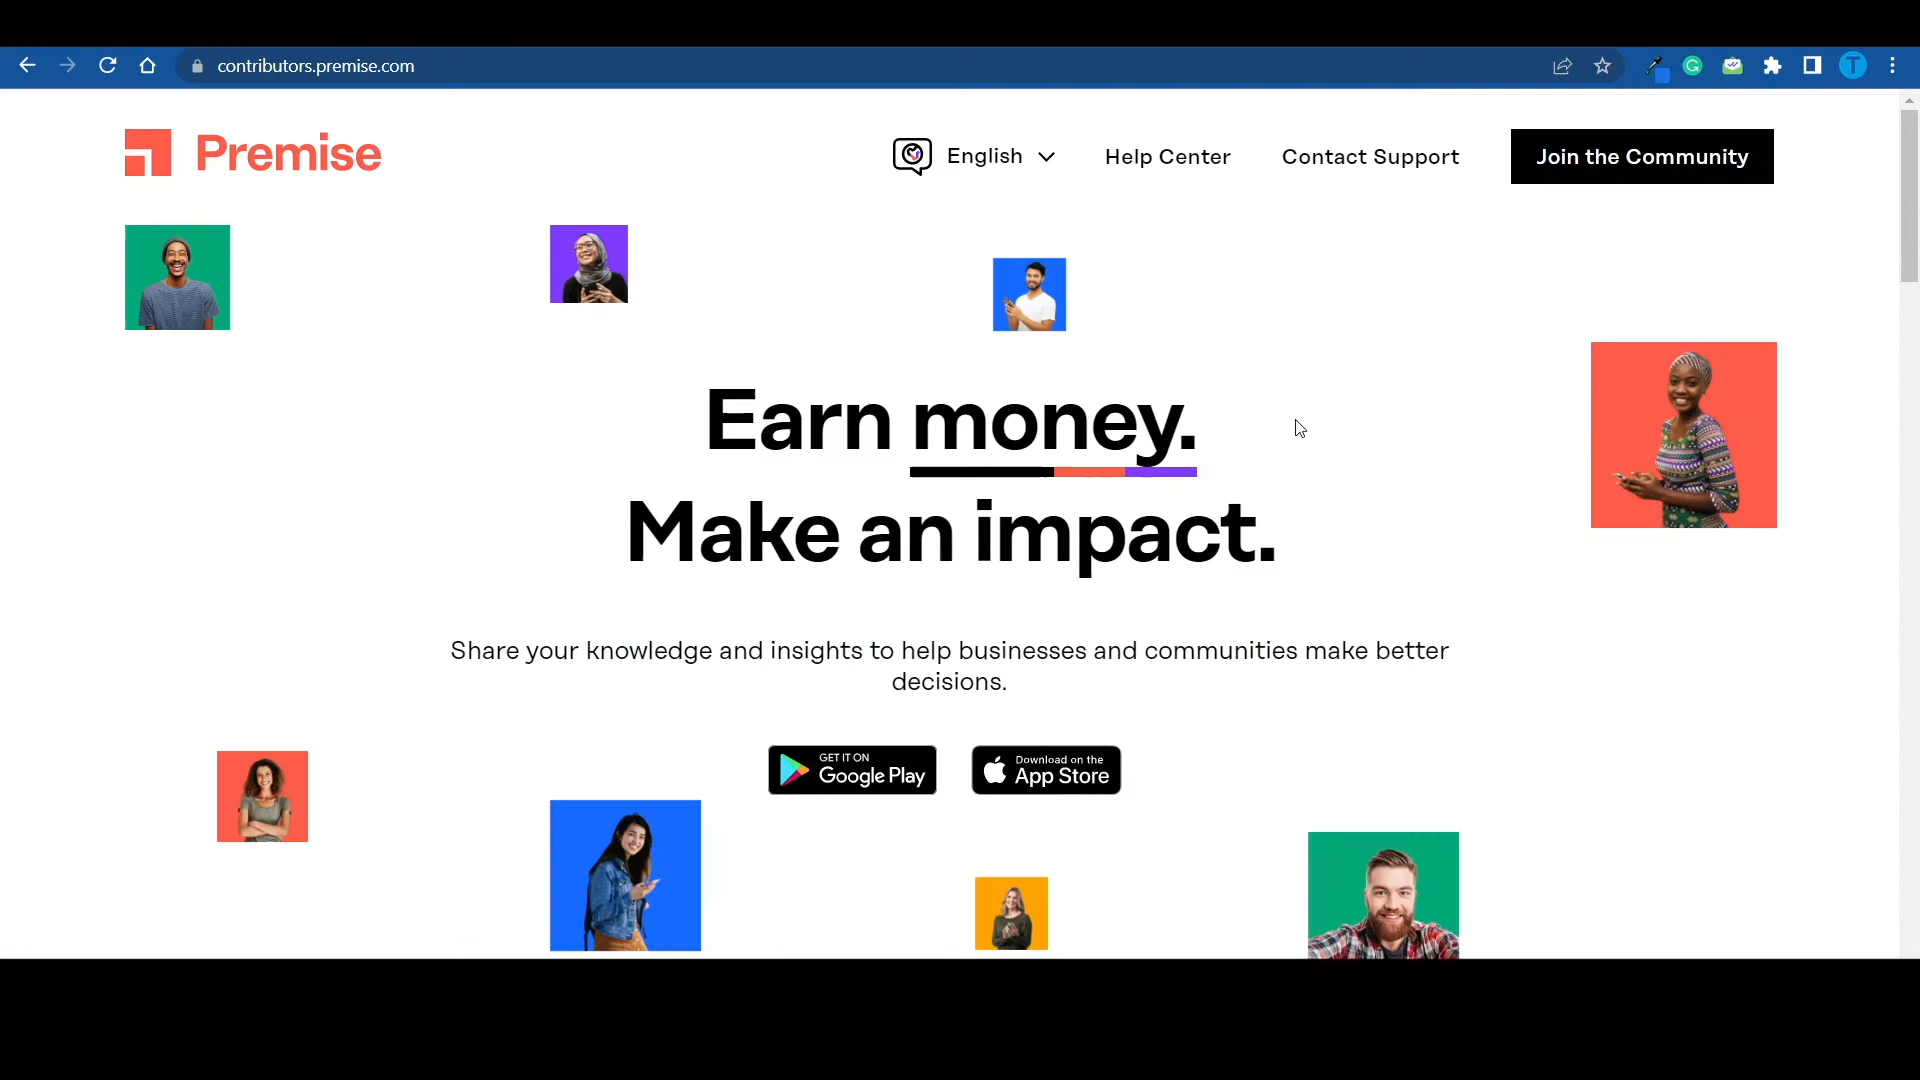 contributors.premise.com
T
Premise
English
Help Center
Contact Support
Join the Community
Earn money.
Make an impact.
Share your knowledge and insights to help businesses and communities make better
decisions.
GET IT ON
Google Play
Download on the
App Store